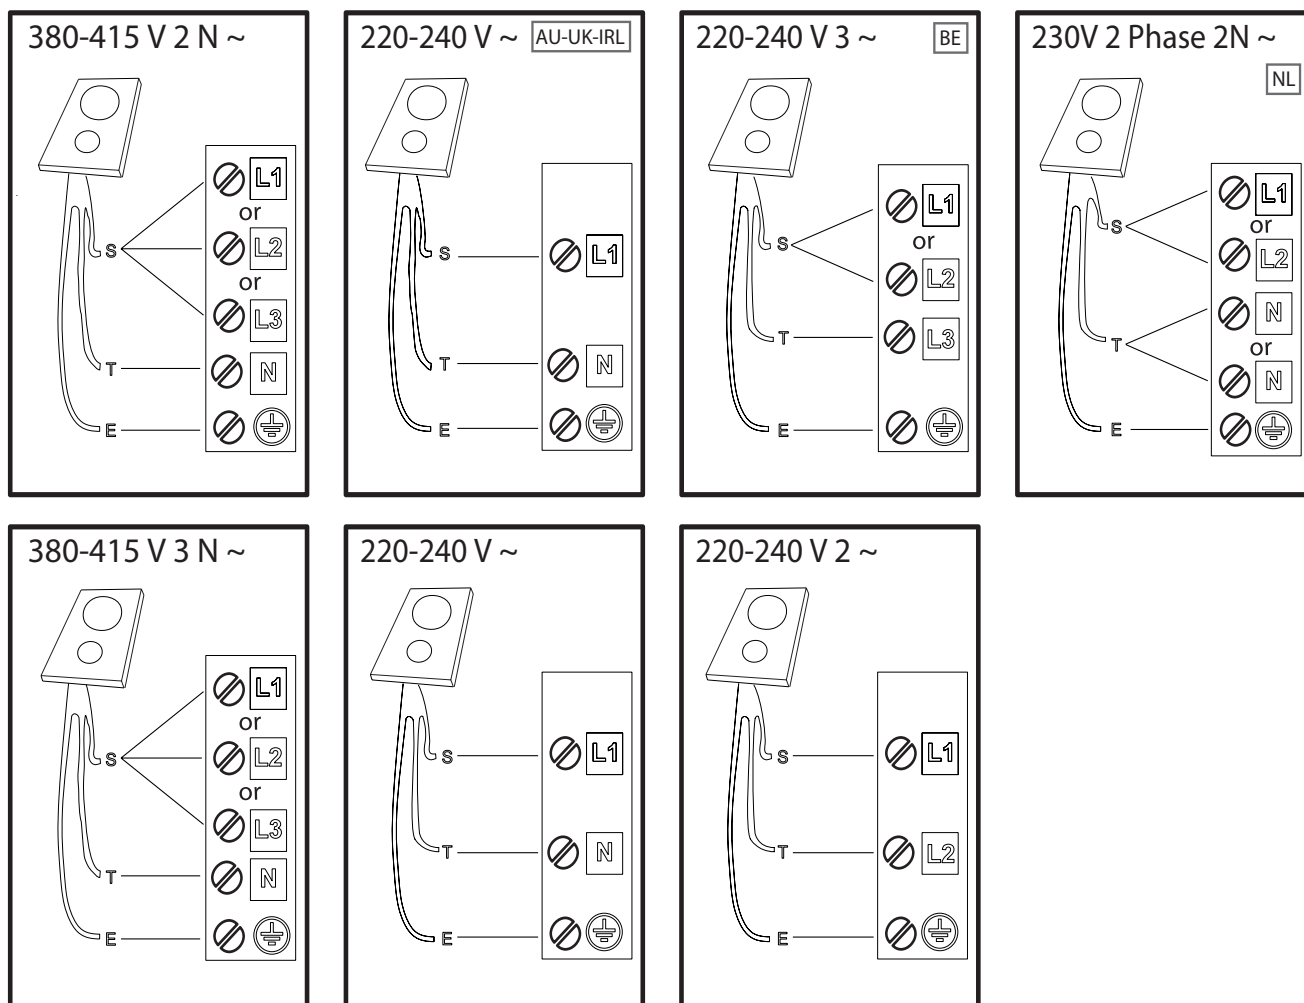 380-415 V 2 N ~
L1
or
S
L2
or
L3
T
N
E
220-240 V ~ AU-UK-IRL
S
L1
T
N
E
220-240 V 3 ~ BE
L1
or
S
L2
T
L3
E
230V 2 Phase 2N ~
NL
L1
or
S
L2
N
or
T
N
E
380-415 V 3 N ~
L1
or
S
L2
or
L3
T
N
E
220-240 V ~
S
L1
T
N
E
220-240 V 2 ~
S
L1
T
L2
E